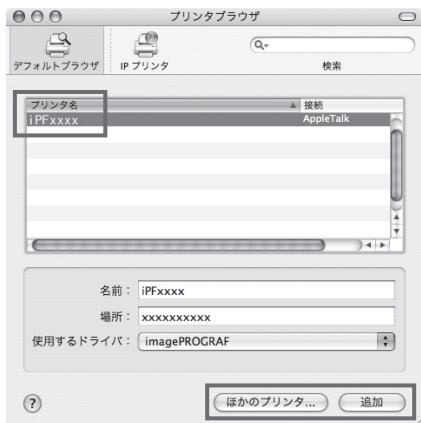 プリンタブラウザ
デフォルトブラウザ IP プリンタ 検索
プリンタ名 接続
iPFxxxx AppleTalk
名前： iPFxxxx
場所： xxxxxxxxxx
使用するドライバ： imagePROGRAF
? ほかのプリンタ... 追加